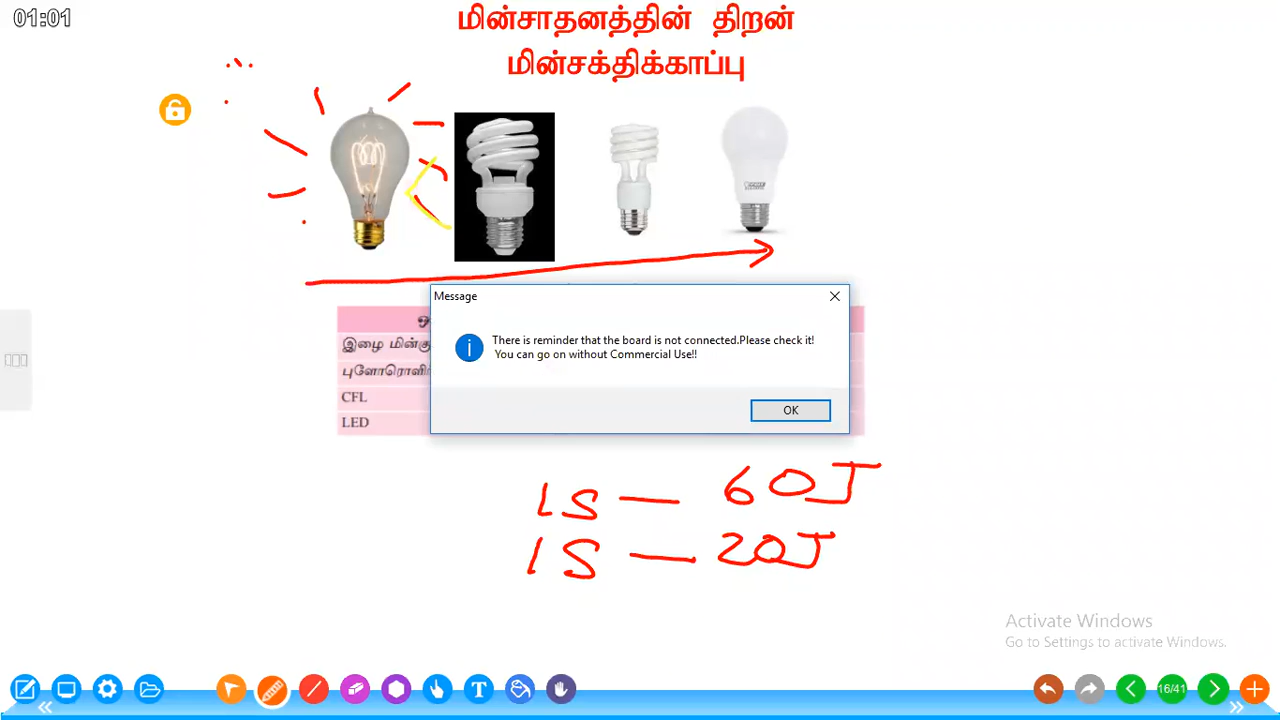 01:01
மின்சாதனத்தின் திறன்
மின்சக்திக்காப்பு
Message
There is reminder that the board is not connected.Please check it!
You can go on without Commercial Use!!
OK
CFL
LED
1S — 60J
1S — 20J
Activate Windows
Go to Settings to activate Windows.
T
16/41